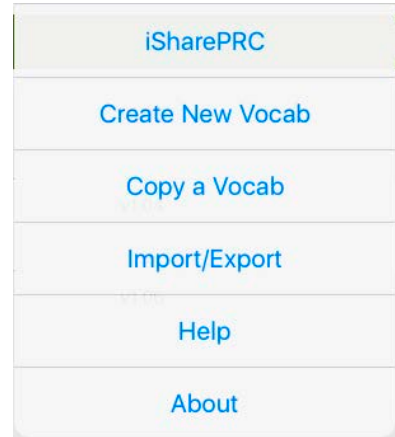 iSharePRC
Create New Vocab
Copy a Vocab
Import/Export
Help
About